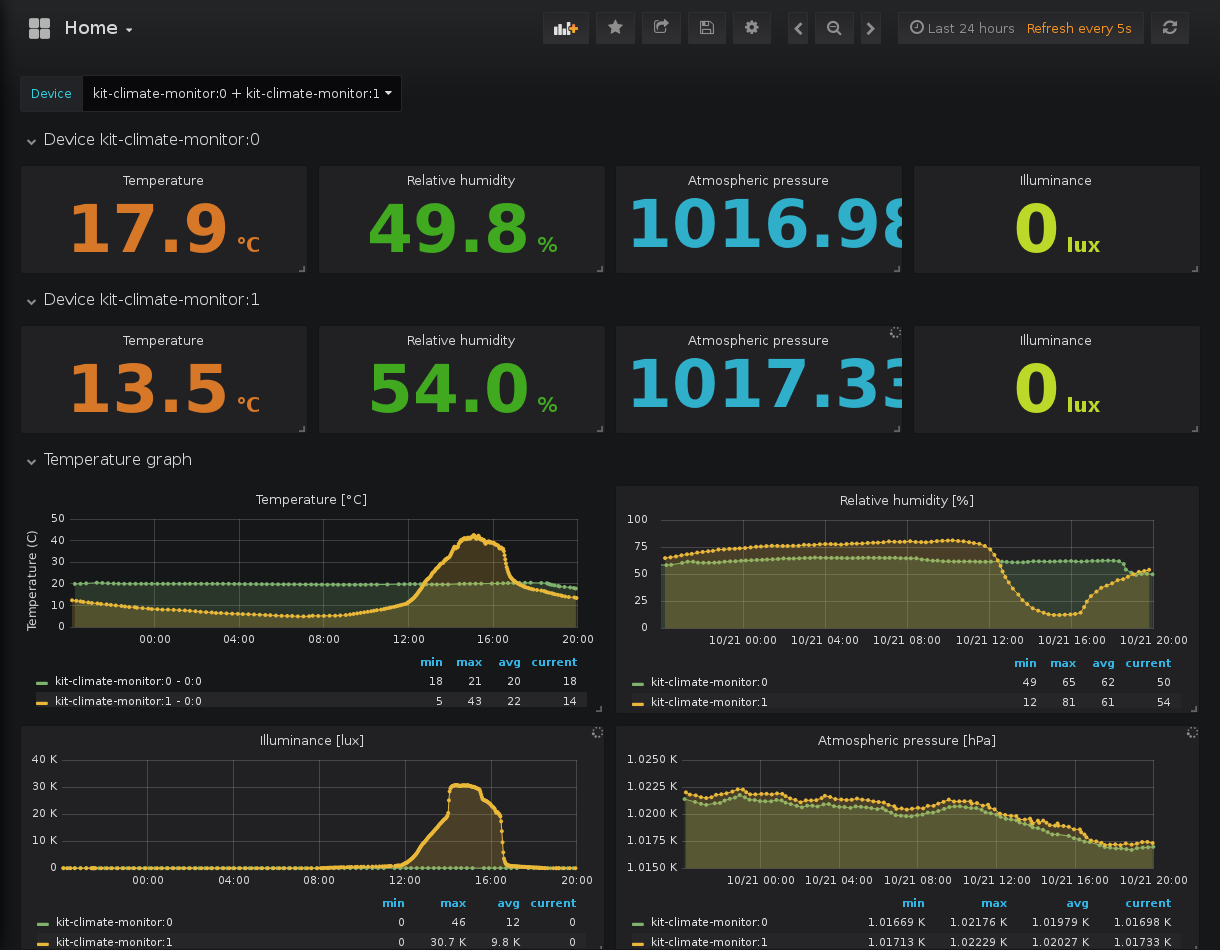 Home
Last 24 hours Refresh every 5s
Device kit-climate-monitor:0 + kit-climate-monitor:1
Device kit-climate-monitor:0
Temperature Relative humidity Atmospheric pressure Illuminance
17.9 °C 49.8 % 1016.98 0 lux
Device kit-climate-monitor:1
Temperature Relative humidity Atmospheric pressure Illuminance
13.5 °C 54.0 % 1017.33 0 lux
Temperature graph
Temperature [°C]
Temperature (C)
50
40
30
20
10
0
00:00 04:00 08:00 12:00 16:00 20:00
min max avg current
kit-climate-monitor:0 - 0:0 18 21 20 18
kit-climate-monitor:1 - 0:0 5 43 22 14
Relative humidity [%]
100
75
50
25
0
10/21 00:00 10/21 04:00 10/21 08:00 10/21 12:00 10/21 16:00 10/21 20:00
min max avg current
kit-climate-monitor:0 49 65 62 50
kit-climate-monitor:1 12 81 61 54
Illuminance [lux]
40 K
30 K
20 K
10 K
0
00:00 04:00 08:00 12:00 16:00 20:00
min max avg current
kit-climate-monitor:0 0 46 12 0
kit-climate-monitor:1 0 30.7 K 9.8 K 0
Atmospheric pressure [hPa]
1.0250 K
1.0225 K
1.0200 K
1.0175 K
1.0150 K
10/21 00:00 10/21 04:00 10/21 08:00 10/21 12:00 10/21 16:00 10/21 20:00
min max avg current
kit-climate-monitor:0 1.01669 K 1.02176 K 1.01979 K 1.01698 K
kit-climate-monitor:1 1.01713 K 1.02229 K 1.02027 K 1.01733 K